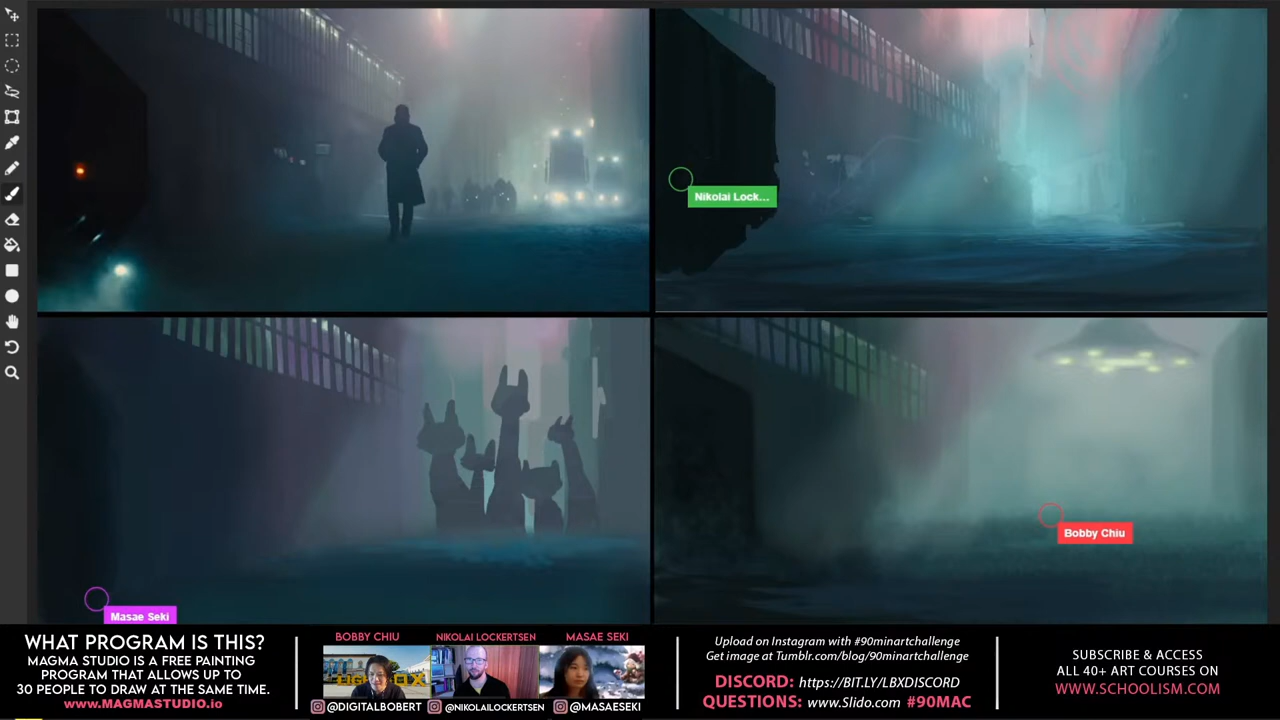 Nikolai Lock...
Bobby Chiu
Masae Seki
WHAT PROGRAM IS THIS?
MAGMA STUDIO IS A FREE PAINTING
PROGRAM THAT ALLOWS UP TO
30 PEOPLE TO DRAW AT THE SAME TIME.
www.MAGMASTUDIO.io
BOBBY CHIU
NIKOLAI LOCKERTSEN
MASAE SEKI
@DIGITALBOBERT
@NIKOLAILOCKERTSEN
@MASAESEKI
Upload on Instagram with #90minartchallenge
Get image at Tumblr.com/blog/90minartchallenge
DISCORD: https://BIT.LY/LBXDISCORD
QUESTIONS: www.Slido.com #90MAC
SUBSCRIBE & ACCESS
ALL 40+ ART COURSES ON
WWW.SCHOOLISM.COM